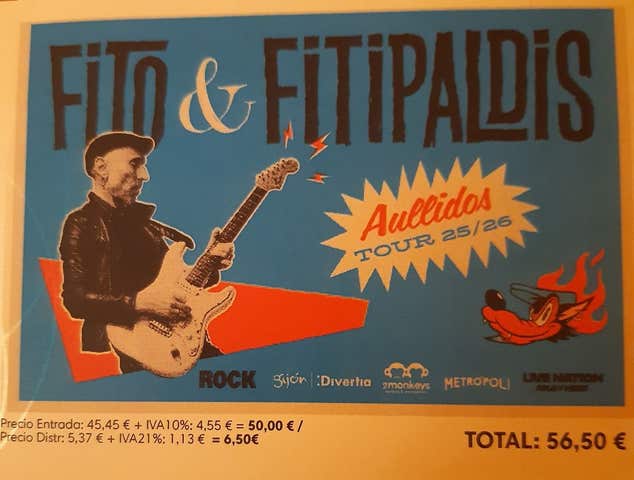 FITO & FITIPALDIS
Aullidos
TOUR 25/26
ROCK gijón :Divertia 2monkeys METRÓPOLI LIVE NATION
Precio Entrada: 45,45 € + IVA10%: 4,55 € = 50,00 € /
Precio Distr: 5,37 € + IVA21%: 1,13 € = 6,50€
TOTAL: 56,50 €